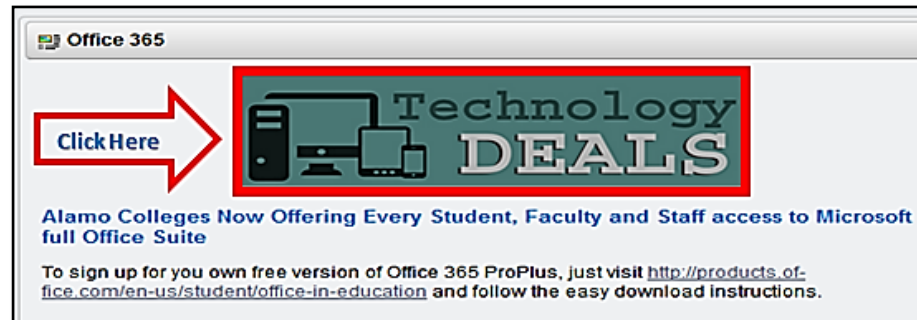 Office 365
Click Here
Technology
DEALS
Alamo Colleges Now Offering Every Student, Faculty and Staff access to Microsoft
full Office Suite
To sign up for you own free version of Office 365 ProPlus, just visit http://products.of-
fice.com/en-us/student/office-in-education and follow the easy download instructions.